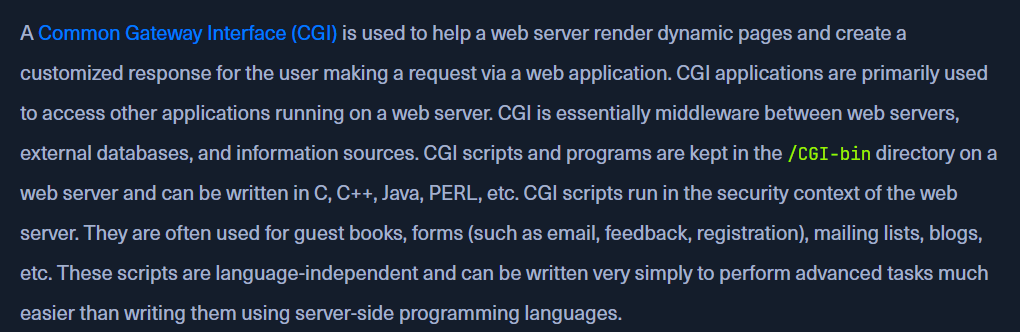 A Common Gateway Interface (CGI) is used to help a web server render dynamic pages and create a
customized response for the user making a request via a web application. CGI applications are primarily used
to access other applications running on a web server. CGI is essentially middleware between web servers,
external databases, and information sources. CGI scripts and programs are kept in the /CGI-bin directory on a
web server and can be written in C, C++, Java, PERL, etc. CGI scripts run in the security context of the web
server. They are often used for guest books, forms (such as email, feedback, registration), mailing lists, blogs,
etc. These scripts are language-independent and can be written very simply to perform advanced tasks much
easier than writing them using server-side programming languages.